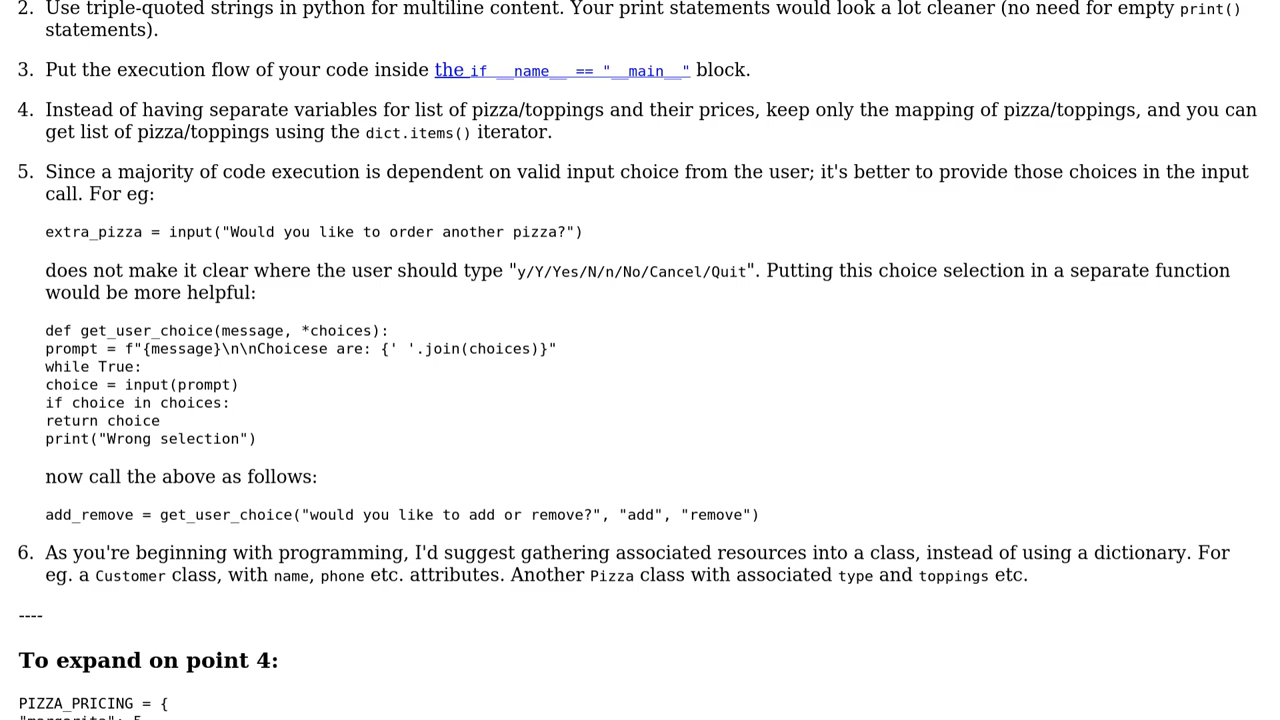 2. Use triple-quoted strings in python for multiline content. Your print statements would look a lot cleaner (no need for empty print()
statements).
3. Put the execution flow of your code inside the if __name__ == "__main__" block.
4. Instead of having separate variables for list of pizza/toppings and their prices, keep only the mapping of pizza/toppings, and you can
get list of pizza/toppings using the dict.items() iterator.
5. Since a majority of code execution is dependent on valid input choice from the user; it's better to provide those choices in the input
call. For eg:
extra_pizza = input("Would you like to order another pizza?")
does not make it clear where the user should type "y/Y/Yes/N/n/No/Cancel/Quit". Putting this choice selection in a separate function
would be more helpful:
def get_user_choice(message, *choices):
prompt = f"{message}\n\nChoicese are: {' '.join(choices)}"
while True:
choice = input(prompt)
if choice in choices:
return choice
print("Wrong selection")
now call the above as follows:
add_remove = get_user_choice("would you like to add or remove?", "add", "remove")
6. As you're beginning with programming, I'd suggest gathering associated resources into a class, instead of using a dictionary. For
eg. a Customer class, with name, phone etc. attributes. Another Pizza class with associated type and toppings etc.
----
To expand on point 4:
PIZZA_PRICING = {
"margarita": 5,